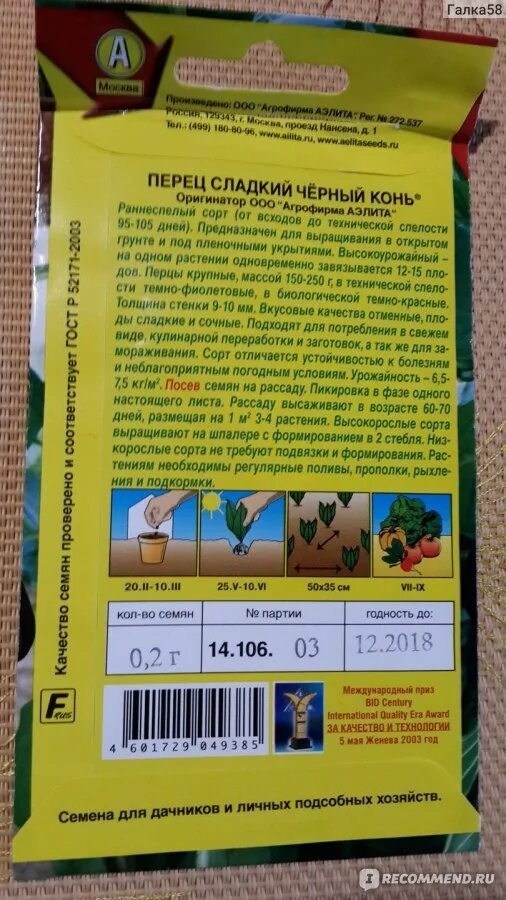 Галка58
А
Москва
Произведено: ООО "Агрофирма АЭЛИТА" Рег. № 272.537
Россия, 129343, г. Москва, проезд Нансена, д. 1
Тел.: (499) 180-80-96, www.ailita.ru, www.aelitaseeds.ru
ПЕРЕЦ СЛАДКИЙ ЧЁРНЫЙ КОНЬ®
Оригинатор ООО "Агрофирма АЭЛИТА"
Раннеспелый сорт (от всходов до технической спелости
95-105 дней). Предназначен для выращивания в открытом
грунте и под пленочными укрытиями. Высокоурожайный –
на одном растении одновременно завязывается 12-15 пло-
дов. Перцы крупные, массой 150-250 г, в технической спело-
сти темно-фиолетовые, в биологической темно-красные.
Толщина стенки 9-10 мм. Вкусовые качества отменные, пло-
ды сладкие и сочные. Подходят для потребления в свежем
виде, кулинарной переработки и заготовок, а так же для за-
мораживания. Сорт отличается устойчивостью к болезням
и неблагоприятным погодным условиям. Урожайность – 6,5-
7,5 кг/м². Посев семян на рассаду. Пикировка в фазе одного
настоящего листа. Рассаду высаживают в возрасте 60-70
дней, размещая на 1 м² 3-4 растения. Высокорослые сорта
выращивают на шпалере с формированием в 2 стебля. Низ-
корослые сорта не требуют подвязки и формирования. Рас-
тениям необходимы регулярные поливы, прополки, рыхле-
ния и подкормки.
20.II-10.III
25.V-10.VI
50x35 см
VII-IX
кол-во семян
№ партии
годность до:
0,2 г
14.106. 03
12.2018
Качество семян проверено и соответствует ГОСТ Р 52171-2003
F RUS
4 601729 049385
Международный приз
BID Century
International Quality Era Award
ЗА КАЧЕСТВО И ТЕХНОЛОГИИ
5 мая Женева 2003 год
Семена для дачников и личных подсобных хозяйств.
IRECOMMEND.RU